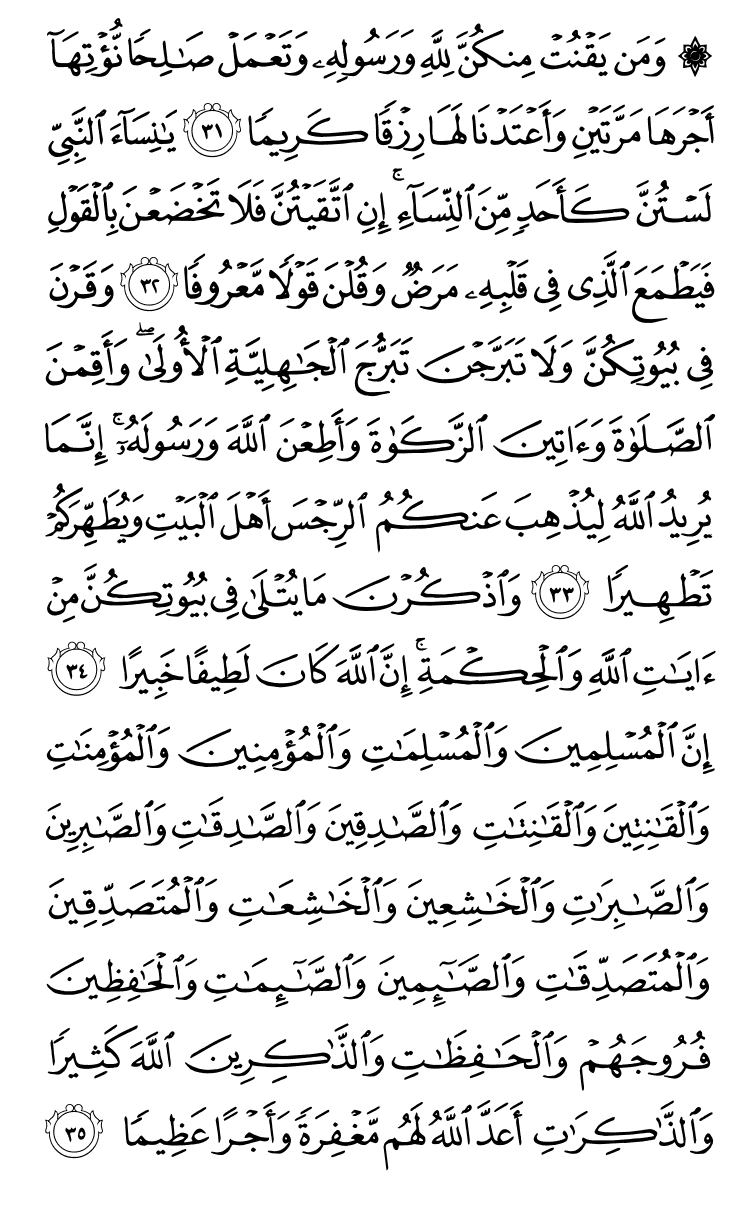 ۞ وَمَن يَقْنُتْ مِنكُنَّ لِلَّهِ وَرَسُولِهِۦ وَتَعْمَلْ صَٰلِحًا نُّؤْتِهَآ
أَجْرَهَا مَرَّتَيْنِ وَأَعْتَدْنَا لَهَا رِزْقًا كَرِيمًا ٣١ يَٰنِسَآءَ ٱلنَّبِيِّ
لَسْتُنَّ كَأَحَدٍ مِّنَ ٱلنِّسَآءِۚ إِنِ ٱتَّقَيْتُنَّ فَلَا تَخْضَعْنَ بِٱلْقَوْلِ
فَيَطْمَعَ ٱلَّذِى فِى قَلْبِهِۦ مَرَضٌ وَقُلْنَ قَوْلًا مَّعْرُوفًا ٣٢ وَقَرْنَ
فِى بُيُوتِكُنَّ وَلَا تَبَرَّجْنَ تَبَرُّجَ ٱلْجَٰهِلِيَّةِ ٱلْأُولَىٰۖ وَأَقِمْنَ
ٱلصَّلَوٰةَ وَءَاتِينَ ٱلزَّكَوٰةَ وَأَطِعْنَ ٱللَّهَ وَرَسُولَهُۥٓۚ إِنَّمَا
يُرِيدُ ٱللَّهُ لِيُذْهِبَ عَنكُمُ ٱلرِّجْسَ أَهْلَ ٱلْبَيْتِ وَيُطَهِّرَكُمْ
تَطْهِيرًا ٣٣ وَٱذْكُرْنَ مَا يُتْلَىٰ فِى بُيُوتِكُنَّ مِنْ
ءَايَٰتِ ٱللَّهِ وَٱلْحِكْمَةِۚ إِنَّ ٱللَّهَ كَانَ لَطِيفًا خَبِيرًا ٣٤
إِنَّ ٱلْمُسْلِمِينَ وَٱلْمُسْلِمَٰتِ وَٱلْمُؤْمِنِينَ وَٱلْمُؤْمِنَٰتِ
وَٱلْقَٰنِتِينَ وَٱلْقَٰنِتَٰتِ وَٱلصَّٰدِقِينَ وَٱلصَّٰدِقَٰتِ وَٱلصَّٰبِرِينَ
وَٱلصَّٰبِرَٰتِ وَٱلْخَٰشِعِينَ وَٱلْخَٰشِعَٰتِ وَٱلْمُتَصَدِّقِينَ
وَٱلْمُتَصَدِّقَٰتِ وَٱلصَّٰٓئِمِينَ وَٱلصَّٰٓئِمَٰتِ وَٱلْحَٰفِظِينَ
فُرُوجَهُمْ وَٱلْحَٰفِظَٰتِ وَٱلذَّٰكِرِينَ ٱللَّهَ كَثِيرًا
وَٱلذَّٰكِرَٰتِ أَعَدَّ ٱللَّهُ لَهُم مَّغْفِرَةً وَأَجْرًا عَظِيمًا ٣٥